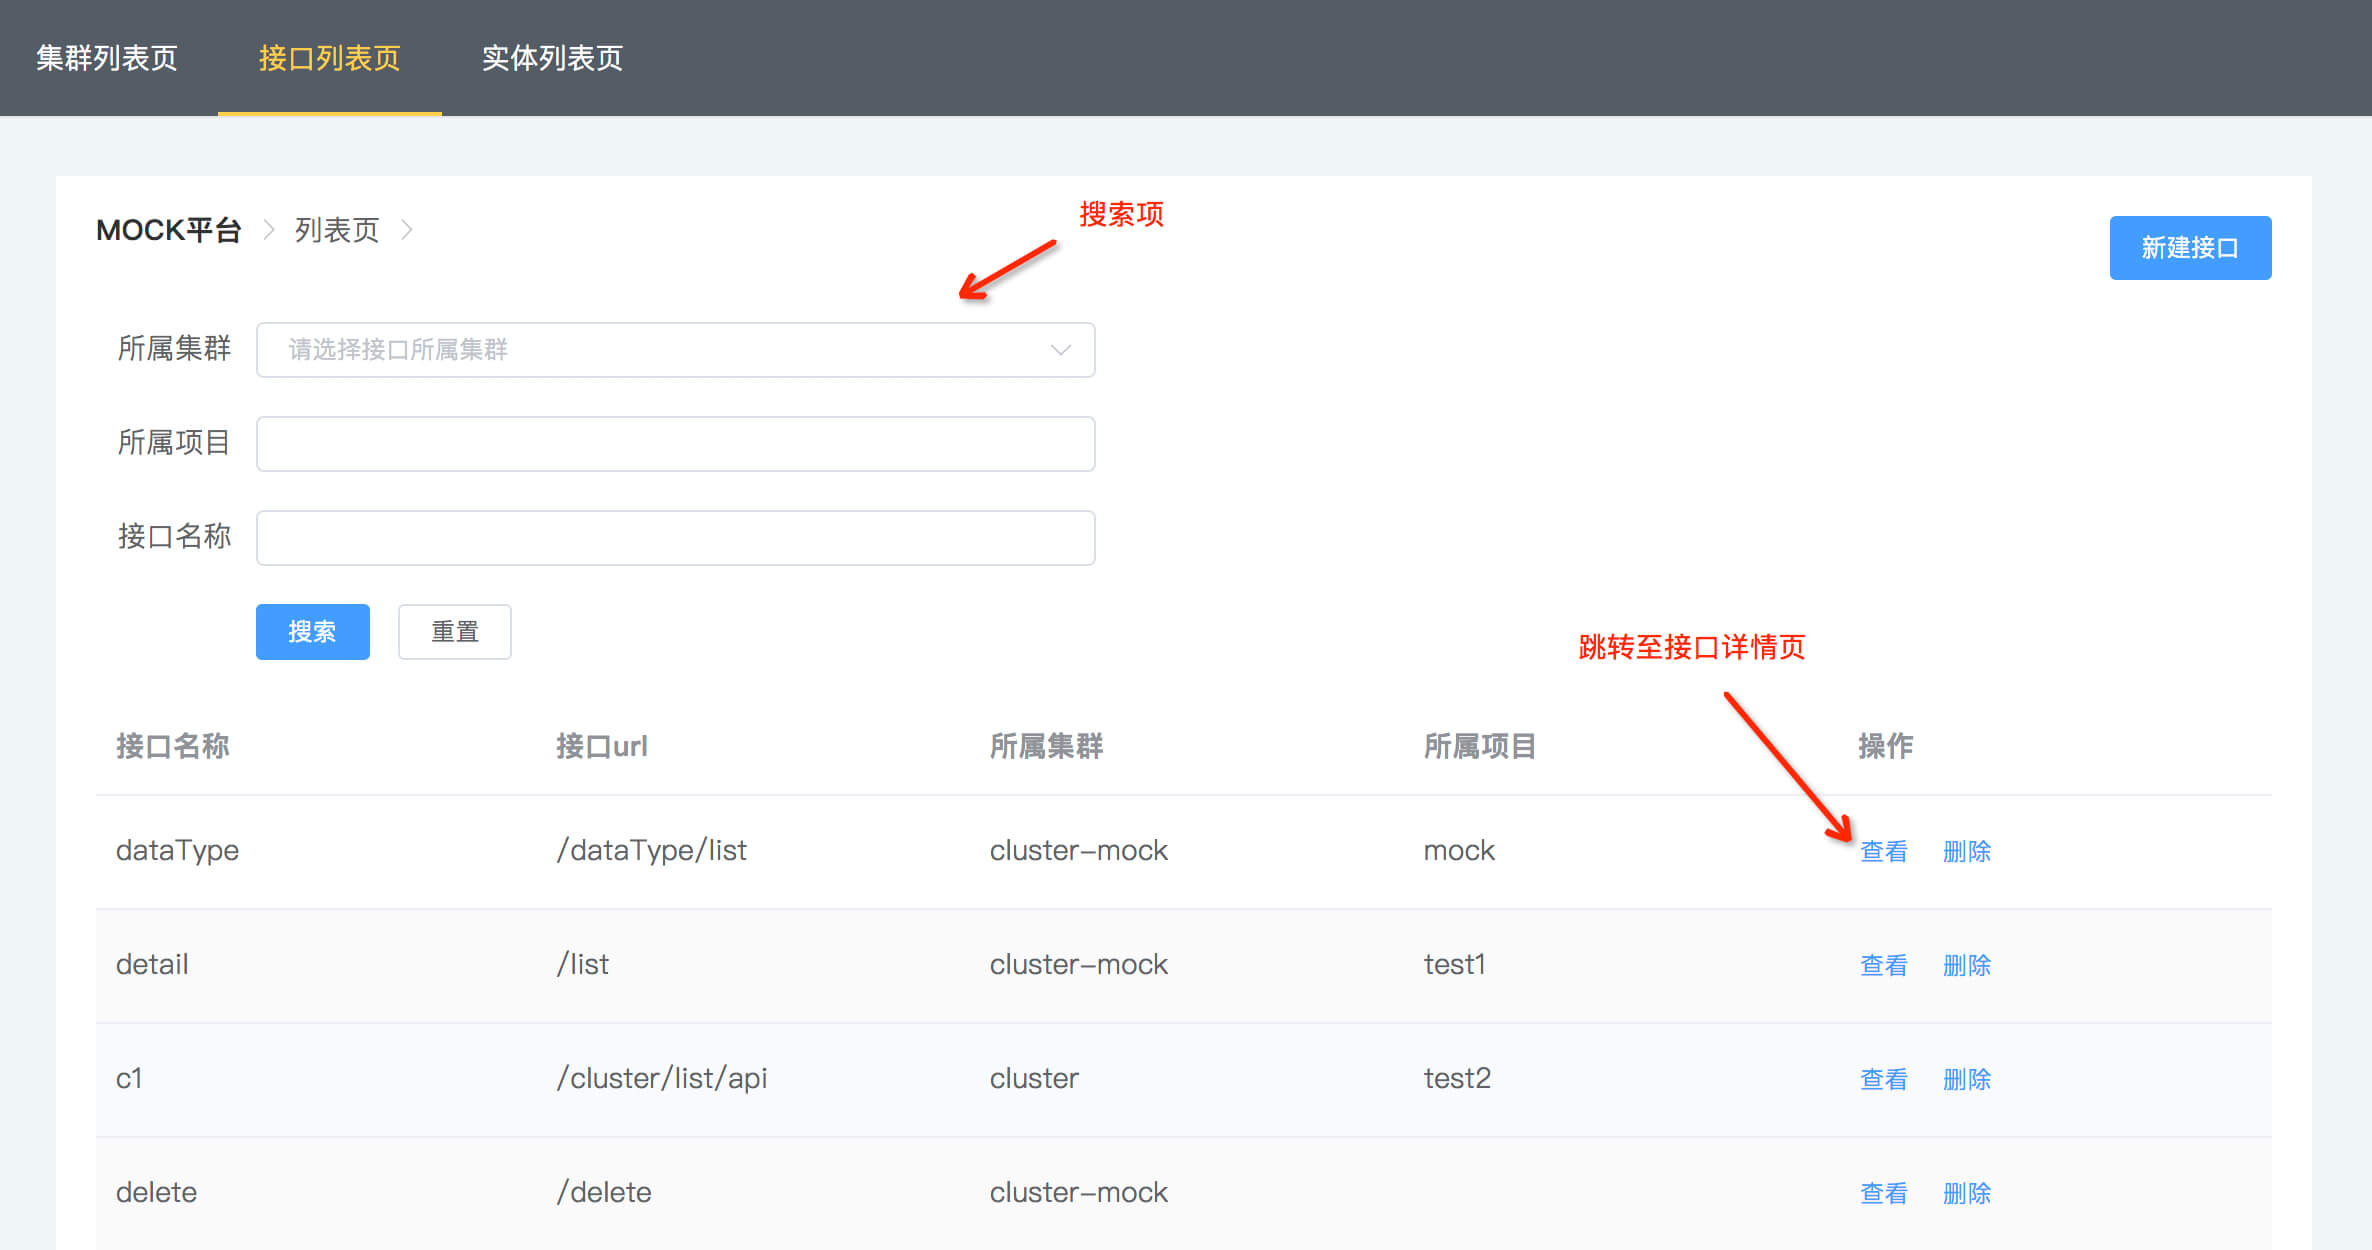 集群列表页 接口列表页 实体列表页
搜索项
MOCK平台 列表页
新建接口
所属集群 请选择接口所属集群
所属项目
接口名称
搜索 重置
跳转至接口详情页
接口名称 接口url 所属集群 所属项目 操作
dataType /dataType/list cluster-mock mock 查看 删除
detail /list cluster-mock test1 查看 删除
c1 /cluster/list/api cluster test2 查看 删除
delete /delete cluster-mock 查看 删除